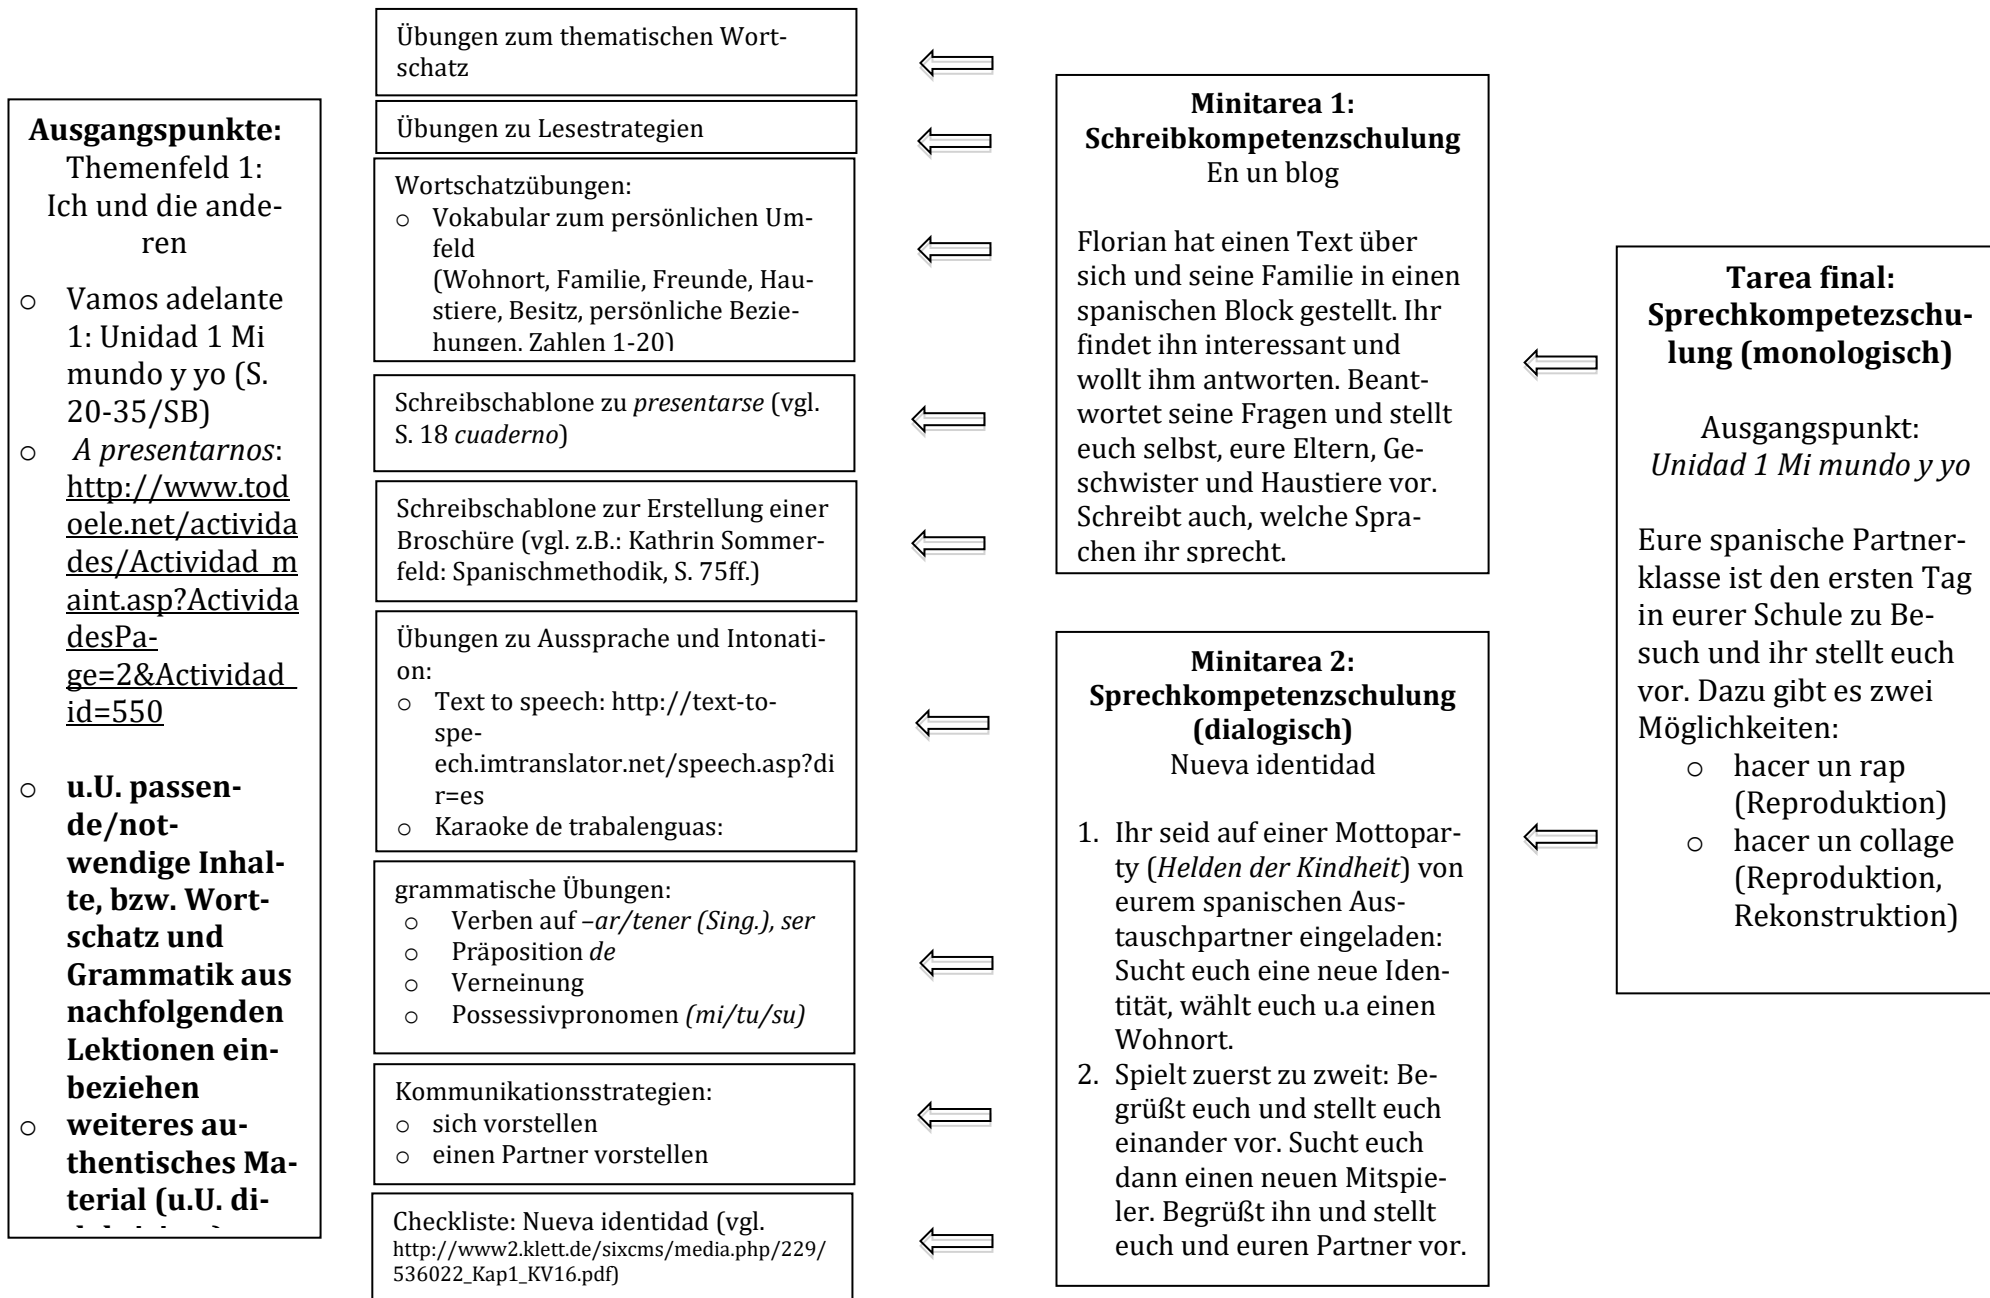 Ausgangspunkte:
Themenfeld 1:
Ich und die ande-
ren
o Vamos adelante
1: Unidad 1 Mi
mundo y yo (S.
20-35/SB)
o A presentarnos:
http://www.tod
oele.net/activida
des/Actividad_m
aint.asp?Activida
desPa-
ge=2&Actividad_
id=550
o u.U. passen-
de/not-
wendige Inhal-
te, bzw. Wort-
schatz und
Grammatik aus
nachfolgenden
Lektionen ein-
beziehen
o weiteres au-
thentisches Ma-
terial (u.U. di-
Übungen zum thematischen Wort-
schatz
Übungen zu Lesestrategien
Wortschatzübungen:
o Vokabular zum persönlichen Um-
feld
(Wohnort, Familie, Freunde, Hau-
stiere, Besitz, persönliche Bezie-
hungen, Zahlen 1-20)
Schreibschablone zu presentarse (vgl.
S. 18 cuaderno)
Schreibschablone zur Erstellung einer
Broschüre (vgl. z.B.: Kathrin Sommer-
feld: Spanischmethodik, S. 75ff.)
Übungen zu Aussprache und Intonati-
on:
o Text to speech: http://text-to-
spe-
ech.imtranslator.net/speech.asp?di
r=es
o Karaoke de trabalenguas:
grammatische Übungen:
o Verben auf –ar/tener (Sing.), ser
o Präposition de
o Verneinung
o Possessivpronomen (mi/tu/su)
Kommunikationsstrategien:
o sich vorstellen
o einen Partner vorstellen
Checkliste: Nueva identidad (vgl.
http://www2.klett.de/sixcms/media.php/229/
536022_Kap1_KV16.pdf)
Minitarea 1:
Schreibkompetenzschulung
En un blog
Florian hat einen Text über
sich und seine Familie in einen
spanischen Block gestellt. Ihr
findet ihn interessant und
wollt ihm antworten. Beant-
wortet seine Fragen und stellt
euch selbst, eure Eltern, Ge-
schwister und Haustiere vor.
Schreibt auch, welche Spra-
chen ihr sprecht.
Minitarea 2:
Sprechkompetenzschulung
(dialogisch)
Nueva identidad
1. Ihr seid auf einer Mottopar-
ty (Helden der Kindheit) von
eurem spanischen Aus-
tauschpartner eingeladen:
Sucht euch eine neue Iden-
tität, wählt euch u.a einen
Wohnort.
2. Spielt zuerst zu zweit: Be-
grüßt euch und stellt euch
einander vor. Sucht euch
dann einen neuen Mitspie-
ler. Begrüßt ihn und stellt
euch und euren Partner vor.
Tarea final:
Sprechkompetezschu-
lung (monologisch)
Ausgangspunkt:
Unidad 1 Mi mundo y yo
Eure spanische Partner-
klasse ist den ersten Tag
in eurer Schule zu Be-
such und ihr stellt euch
vor. Dazu gibt es zwei
Möglichkeiten:
o hacer un rap
(Reproduktion)
o hacer un collage
(Reproduktion,
Rekonstruktion)